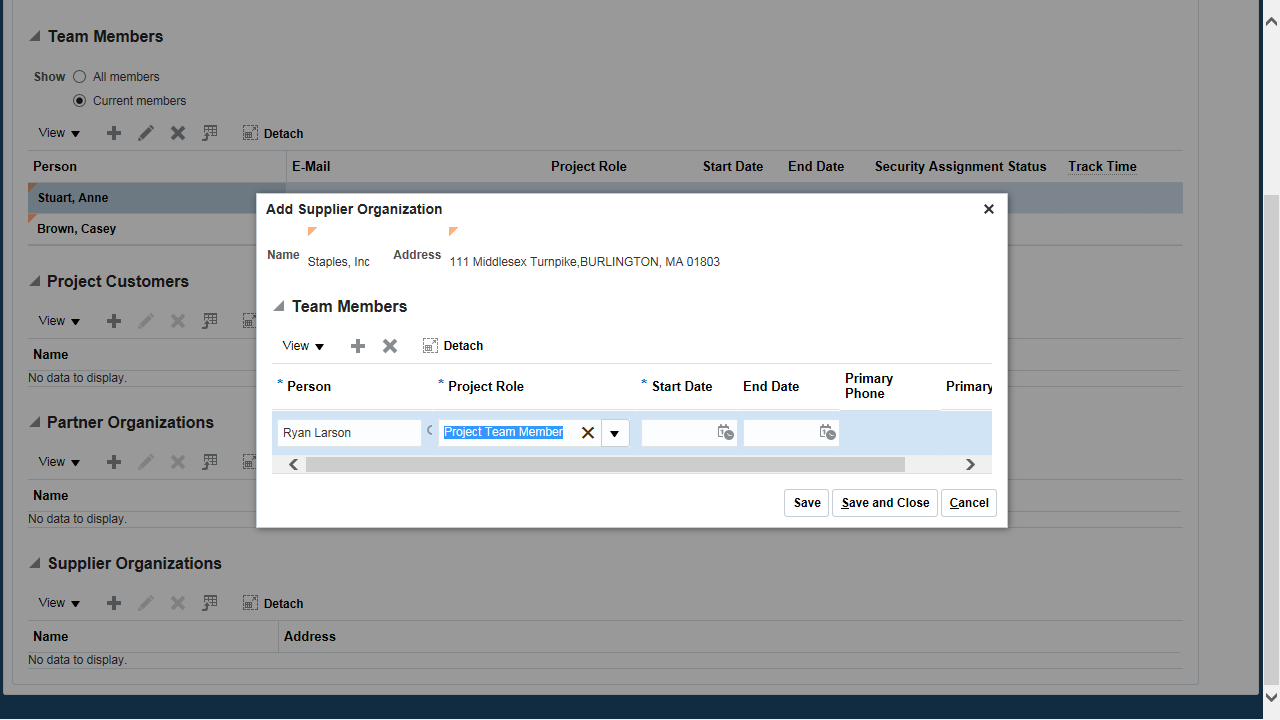 Team Members
Show All members
Current members
View Detach
Person E-Mail Project Role Start Date End Date Security Assignment Status Track Time
Stuart, Anne
Brown, Casey
Add Supplier Organization
Name Staples, Inc Address 111 Middlesex Turnpike,BURLINGTON, MA 01803
Team Members
View Detach
* Person * Project Role * Start Date End Date Primary Phone Primary
Ryan Larson Project Team Member
Save Save and Close Cancel
Project Customers
View
Name
No data to display.
Partner Organizations
View
Name
No data to display.
Supplier Organizations
View Detach
Name Address
No data to display.